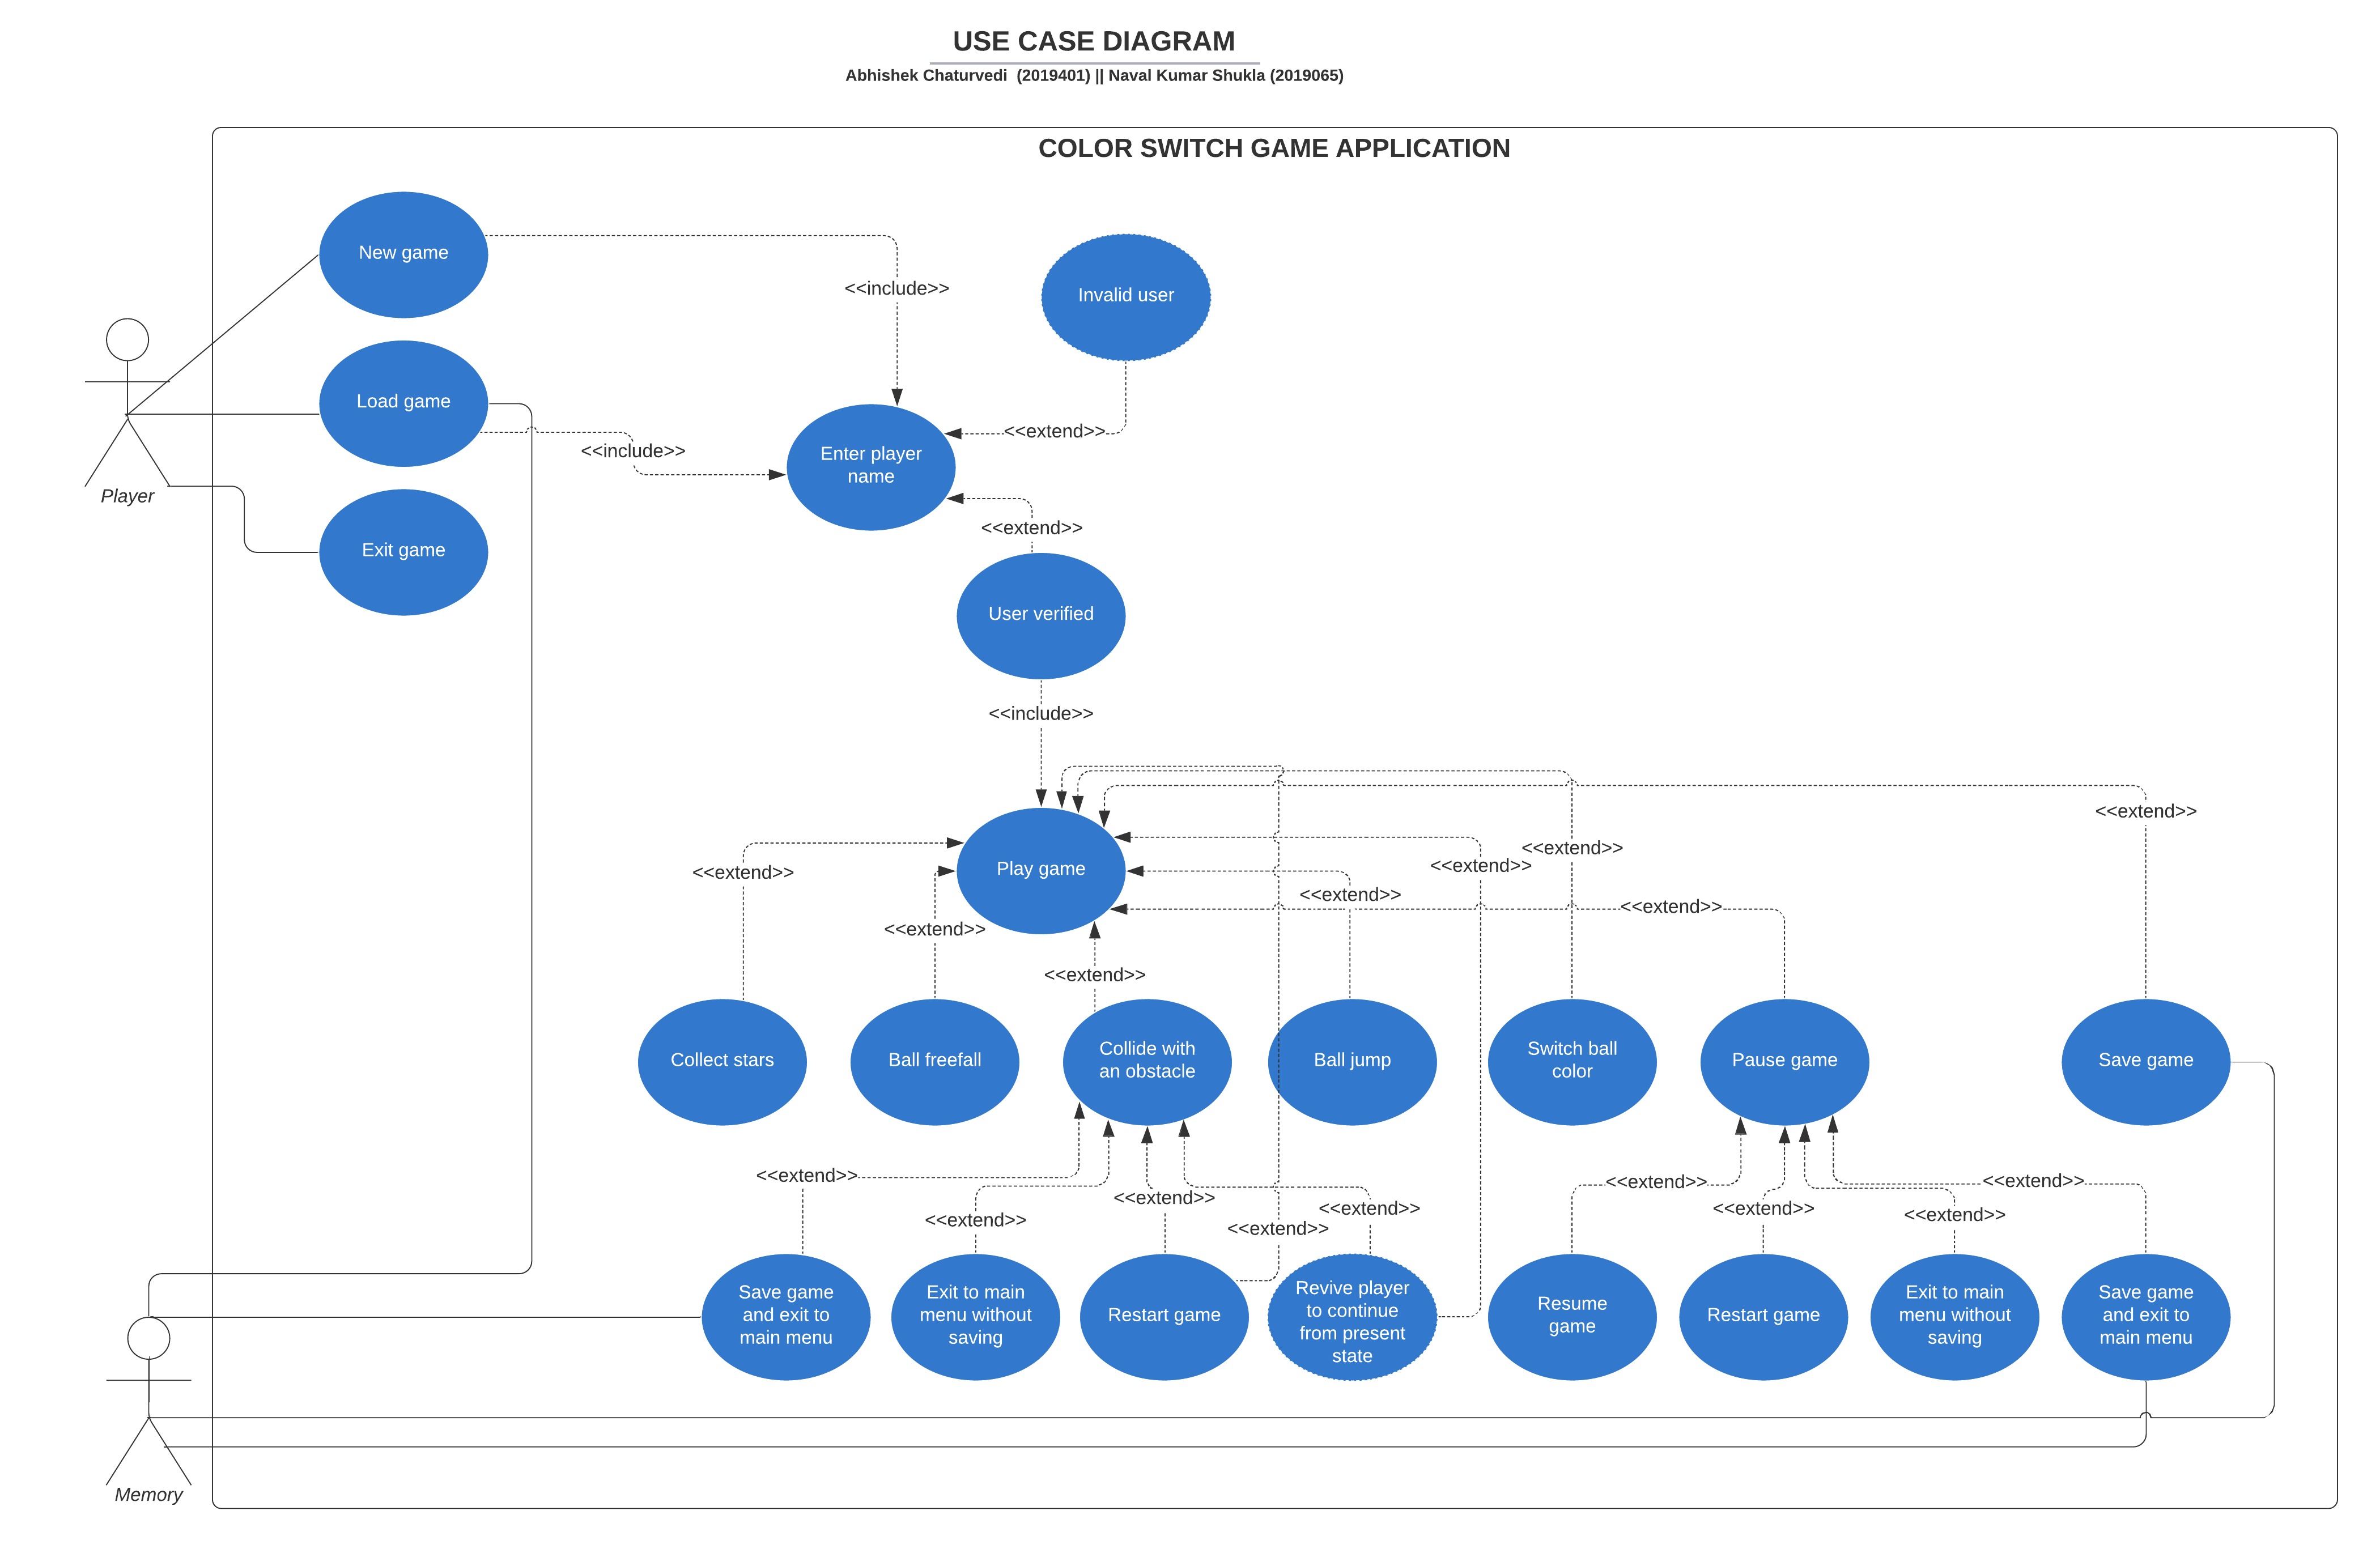 USE CASE DIAGRAM
Abhishek Chaturvedi  (2019401) || Naval Kumar Shukla (2019065)
COLOR SWITCH GAME APPLICATION
New game
<<include>>
Invalid user
Load game
<<extend>>
<<include>>
Enter player
name
Player
<<extend>>
Exit game
User verified
<<include>>
<<extend>>
<<extend>>
<<extend>>
<<extend>>
Play game
<<extend>>
<<extend>>
<<extend>>
<<extend>>
Collect stars
Ball freefall
Collide with
an obstacle
Ball jump
Switch ball
color
Pause game
Save game
<<extend>>
<<extend>>
<<extend>>
<<extend>>
<<extend>>
<<extend>>
<<extend>>
<<extend>>
<<extend>>
Save game
and exit to
main menu
Exit to main
menu without
saving
Restart game
Revive player
to continue
from present
state
Resume
game
Restart game
Exit to main
menu without
saving
Save game
and exit to
main menu
Memory